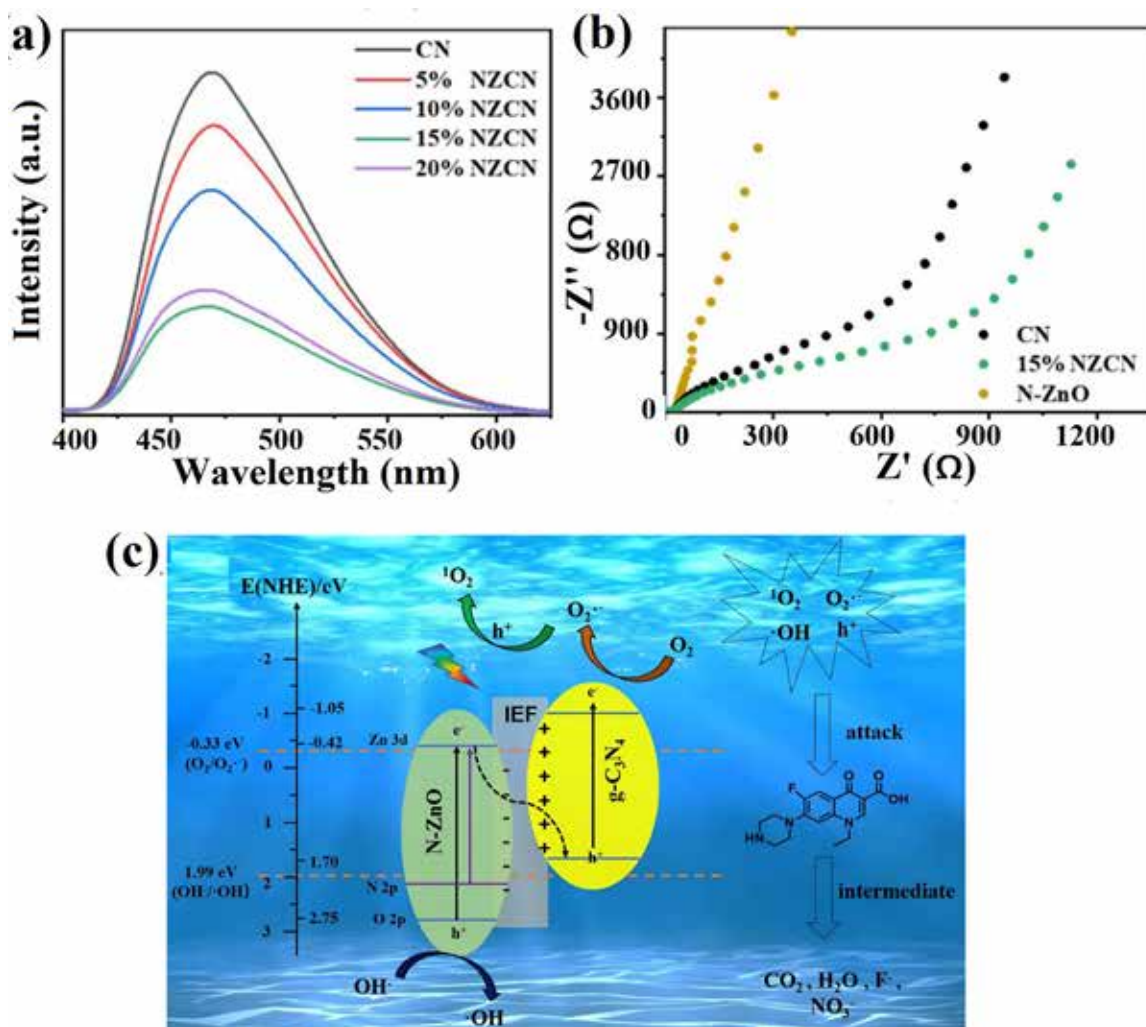 (a)
CN
5% NZCN
10% NZCN
15% NZCN
20% NZCN
Intensity (a.u.)
400 450 500 550 600
Wavelength (nm)
(b)
3600
2700
800
900
0
-Z'' (Ω)
CN
15% NZCN
N-ZnO
0 300 600 900 1200
Z' (Ω)
(c)
E(NHE)/eV
-2
-1
0
1
2
3
-1.05
-0.42
1.70
2.75
-0.33 eV
(O₂/O₂·⁻)
1.99 eV
(OH⁻/·OH)
Zn 3d
N 2p
O 2p
e⁻
N-ZnO
h⁺
IEF
- - - - - -
+ + + + + +
e⁻
g-C₃N₄
h⁺
¹O₂
h⁺
O₂·⁻
O₂
OH⁻
·OH
¹O₂ O₂·⁻
·OH h⁺
attack
F
O
O
OH
HN
N
N
intermediate
CO₂ , H₂O , F⁻ ,
NO₃⁻